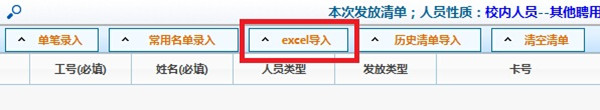 本次发放清单；人员性质：校内人员--其他聘用
单笔录入 常用名单录入 excel导入 历史清单导入 清空清单
工号(必填) 姓名(必填) 人员类型 发放类型 卡号